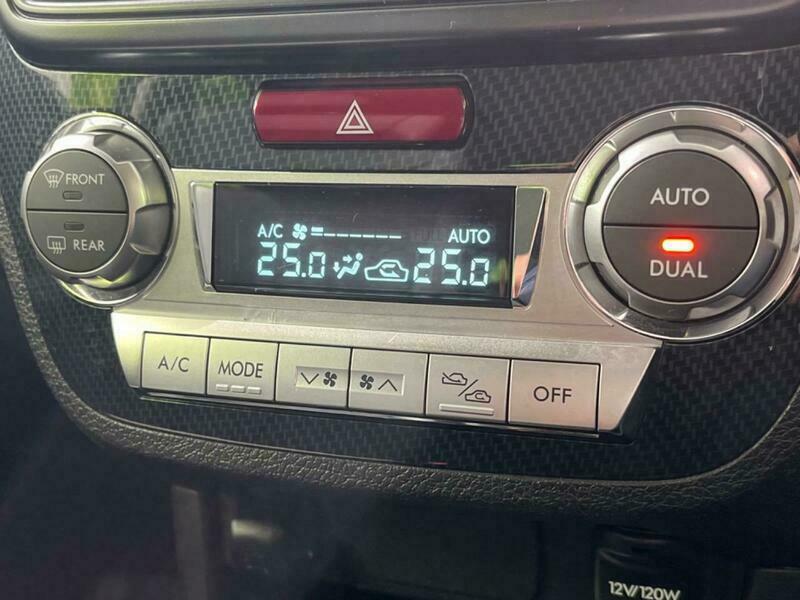 FRONT
REAR
A/C AUTO
25.0 25.0
AUTO
DUAL
A/C
MODE
OFF
12V/120W